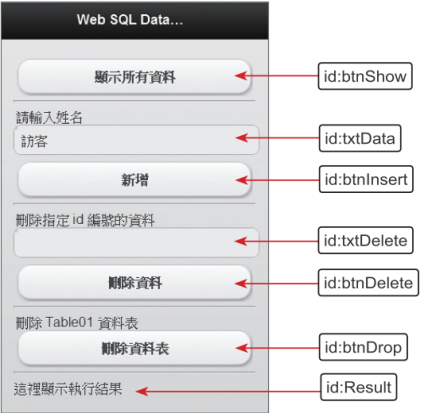 Web SQL Data...
顯示所有資料
id:btnShow
請輸入姓名
訪客
id:txtData
新增
id:btnInsert
刪除指定 id 編號的資料
id:txtDelete
刪除資料
id:btnDelete
刪除 Table01 資料表
刪除資料表
id:btnDrop
這裡顯示執行結果
id:Result